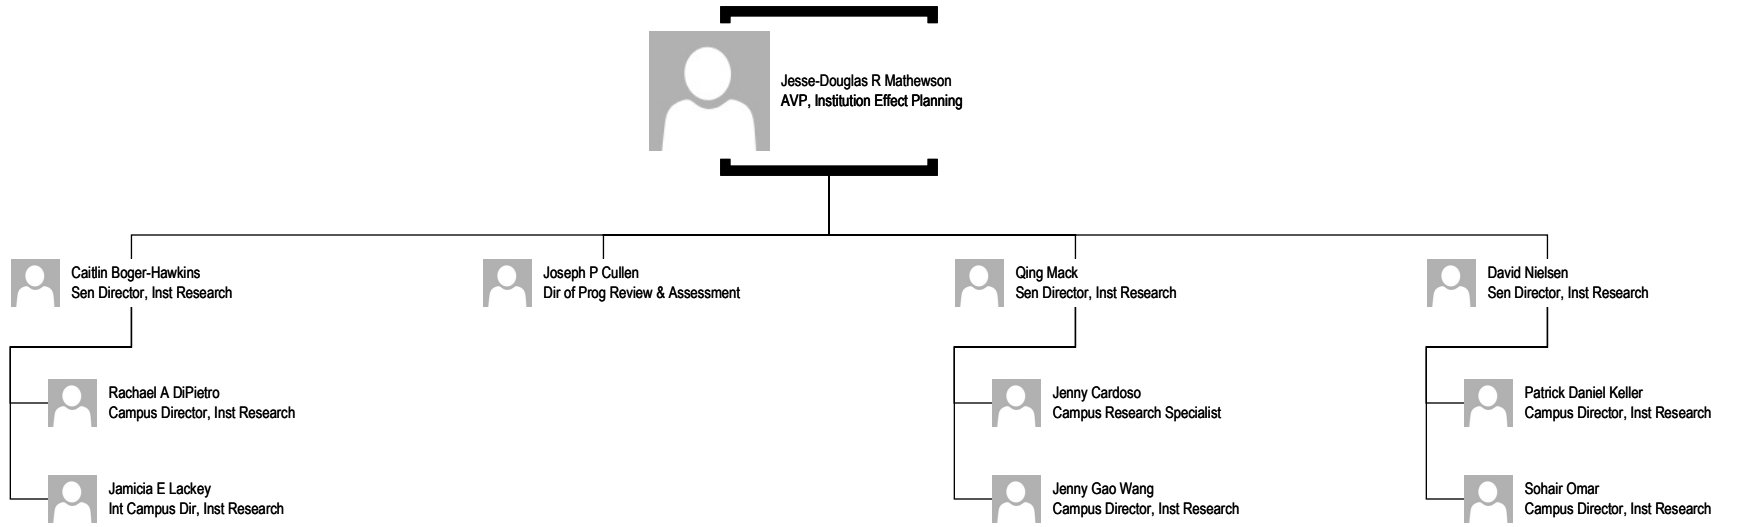 Jesse-Douglas R Mathewson
AVP, Institution Effect Planning
Caitlin Boger-Hawkins
Sen Director, Inst Research
Joseph P Cullen
Dir of Prog Review & Assessment
Qing Mack
Sen Director, Inst Research
David Nielsen
Sen Director, Inst Research
Rachael A DiPietro
Campus Director, Inst Research
Jenny Cardoso
Campus Research Specialist
Patrick Daniel Keller
Campus Director, Inst Research
Jamicia E Lackey
Int Campus Dir, Inst Research
Jenny Gao Wang
Campus Director, Inst Research
Sohair Omar
Campus Director, Inst Research